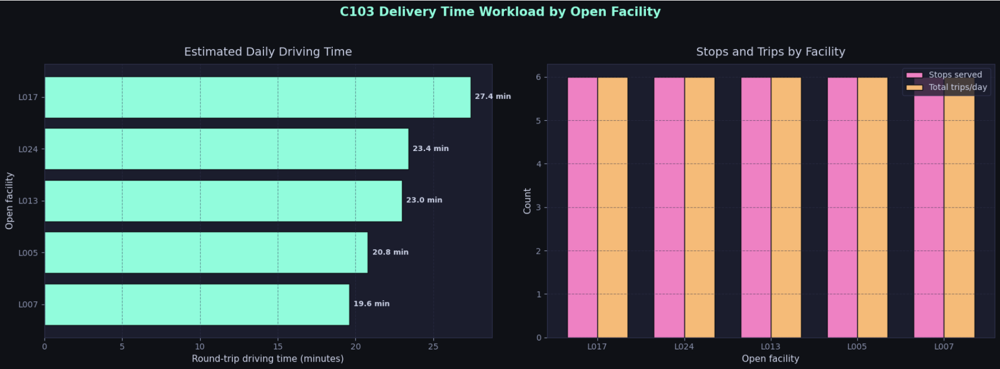 C103 Delivery Time Workload by Open Facility
Estimated Daily Driving Time
Open facility
L017
27.4 min
L024
23.4 min
L013
23.0 min
L005
20.8 min
L007
19.6 min
0 5 10 15 20 25
Round-trip driving time (minutes)
Stops and Trips by Facility
Stops served
Total trips/day
Count
6
5
4
3
2
1
0
L017 L024 L013 L005 L007
Open facility